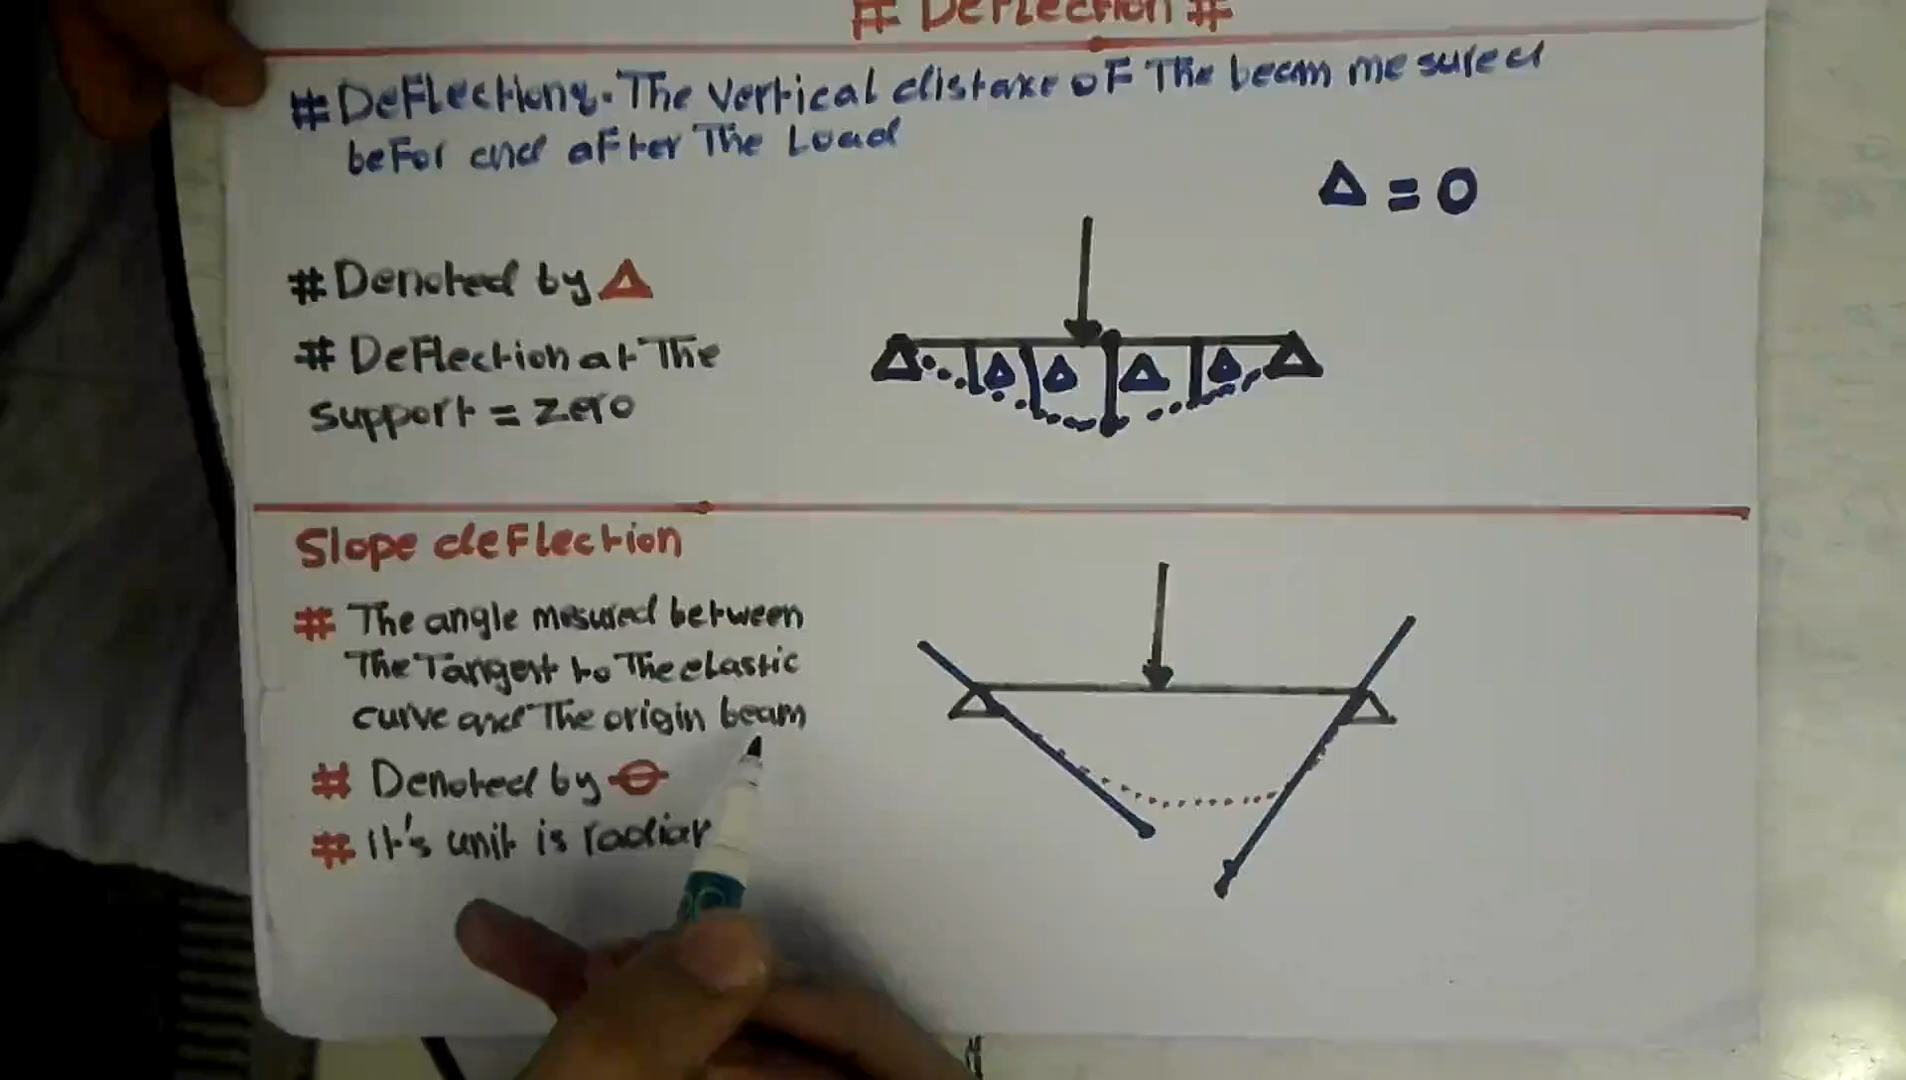 # Deflection #
# Deflection:. The vertical distance of The beam mesured
befor and after The Load
Δ = 0
# Denoted by Δ
# Deflection at The
support = zero
Δ Δ Δ Δ
Slope deflection
# The angle mesured between
The Tangent to The elastic
curve and The origin beam
# Denoted by Θ
# It's unit is radian